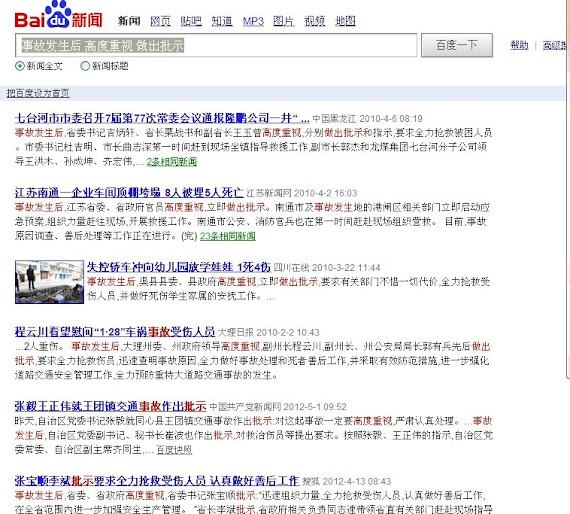 Bai du 新闻
新闻 网页 贴吧 知道 MP3 图片 视频 地图
事故发生后 高度重视 做出批示 百度一下 帮助 | 高级搜
新闻全文 新闻标题
把百度设为首页
七台河市市委召开7届第77次常委会议通报隆鹏公司一井“ ... 中国黑龙江 2010-4-6 08:19
事故发生后,省委书记吉炳轩、省长栗战书和副省长王玉普高度重视,分别做出批示和指示,要求全力抢救被困人员
。市委书记杜吉明、市长曲志深第一时间赶到现场坐镇指导救援工作,副市长郭杰和龙煤集团七台河分子公司领
导王洪木、孙成坤、齐宏伟,... 2条相同新闻
江苏南通一企业车间顶棚垮塌 8人被埋5人死亡 江苏新闻网 2010-4-2 16:03
事故发生后,江苏省委、省政府官员高度重视,立即做出批示。南通市及事故发生地的港闸区相关部门立即启动应
急预案,组织力量赶往现场,开展救援工作。南通市公安、消防官兵也在第一时间赶赴现场组织营救。 目前,事故
原因调查、善后处理等工作正在进行。(完) 23条相同新闻
失控轿车冲向幼儿园放学娃娃 1死4伤 四川在线 2010-3-22 11:44
事故发生后,渠县县委、县政府高度重视,立即做出批示,要求有关部门不惜一切代价,全力抢救受
伤人员,并做好死伤学生家属的安抚工作。...
程云川看望慰问“1·28”车祸事故受伤人员 大理日报 2010-2-2 10:43
...2人重伤。 事故发生后,大理州委、州政府领导高度重视,副州长程云川,副州长、州公安局局长郭有兵先后做出
批示,要求全力抢救伤员,迅速查明事故原因,全力做好事故处理和死者善后工作,并采取有效防范措施,进一步强化
道路交通安全管理工作,全力预防重特大道路交通事故的发生。
张毅王正伟就王团镇交通事故作出批示 中国共产党新闻网 2012-5-1 09:52
昨天,自治区党委书记张毅就同心县王团镇交通事故作出批示:对这起事故一定要高度重视,严肃认真处理。...事故
发生后,自治区党委副书记、秘书长崔波也作出批示,对救治伤员等提出要求。按照张毅、王正伟的指示,自治区党
委常委、自治区副主席齐同生,... 百度快照
张宝顺李斌批示要求全力抢救受伤人员 认真做好善后工作 搜狐 2012-4-13 08:43
事故发生后,省委、省政府高度重视,省委书记张宝顺批示:“迅速组织力量,全力抢救受伤人员,认真做好善后工作,
在全省范围内进一步加强安全生产管理。 ”省长李斌批示,省政府相关负责同志速带领省直有关部门赶赴现场指导